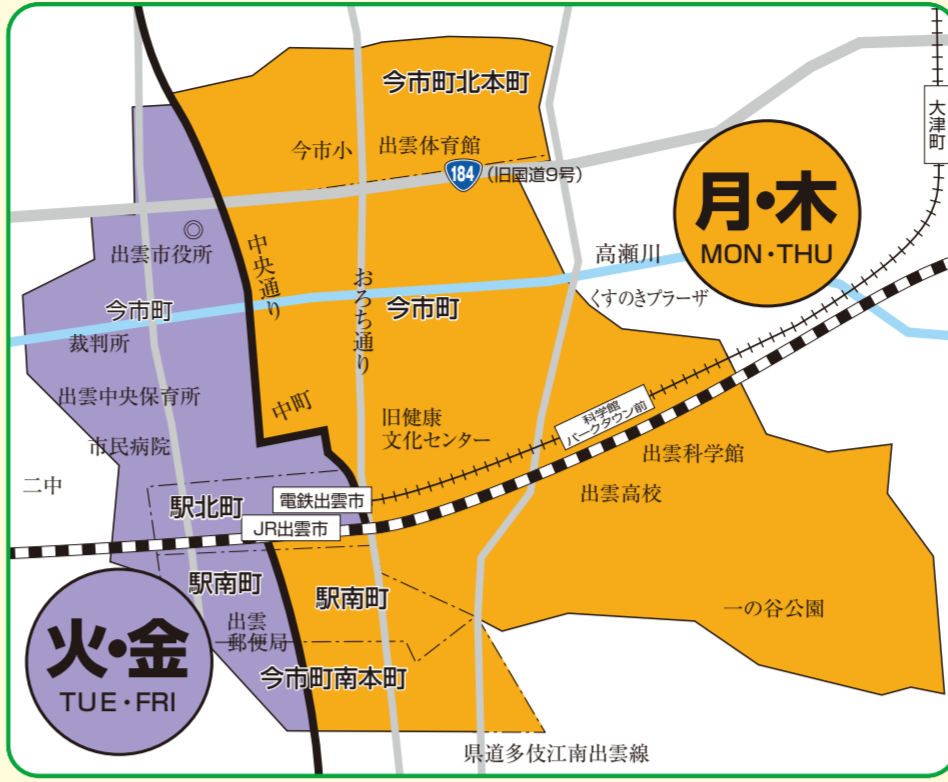 今市町北本町
今市小
出雲体育館
184
(旧国道9号)
大津町
月・木
MON・THU
出雲市役所
中央通り
おろち通り
高瀬川
くすのきプラーザ
今市町
今市町
裁判所
出雲中央保育所
中町
旧健康
文化センター
科学館
パークタウン前
市民病院
出雲科学館
二中
出雲高校
駅北町
電鉄出雲市
JR出雲市
駅南町
駅南町
出雲
郵便局
一の谷公園
火・金
TUE・FRI
今市町南本町
県道多伎江南出雲線